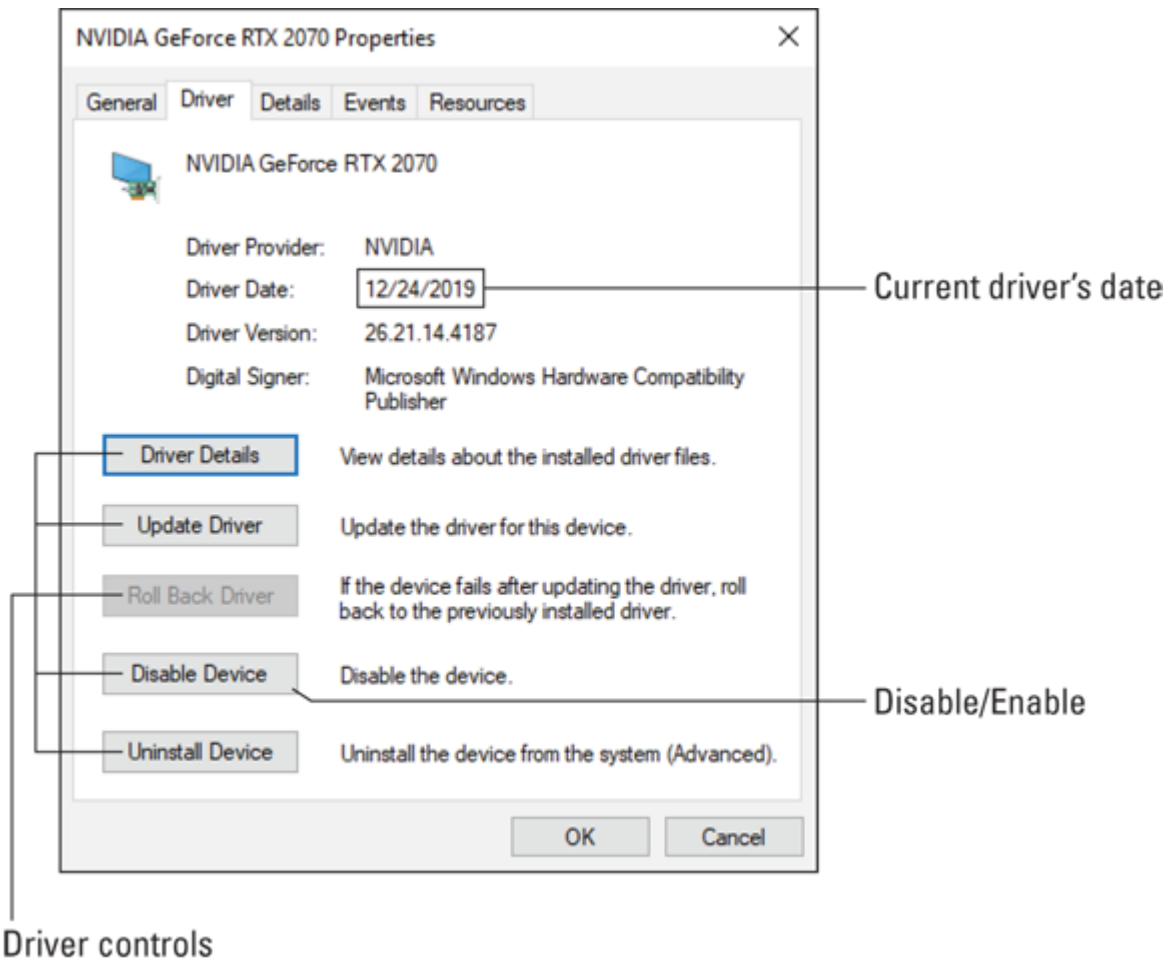 NVIDIA GeForce RTX 2070 Properties
General Driver Details Events Resources
NVIDIA GeForce RTX 2070
Driver Provider: NVIDIA
Driver Date: 12/24/2019
Current driver's date
Driver Version: 26.21.14.4187
Digital Signer: Microsoft Windows Hardware Compatibility
Publisher
Driver Details View details about the installed driver files.
Update Driver Update the driver for this device.
Roll Back Driver If the device fails after updating the driver, roll
back to the previously installed driver.
Disable Device Disable the device.
Disable/Enable
Uninstall Device Uninstall the device from the system (Advanced).
OK Cancel
Driver controls